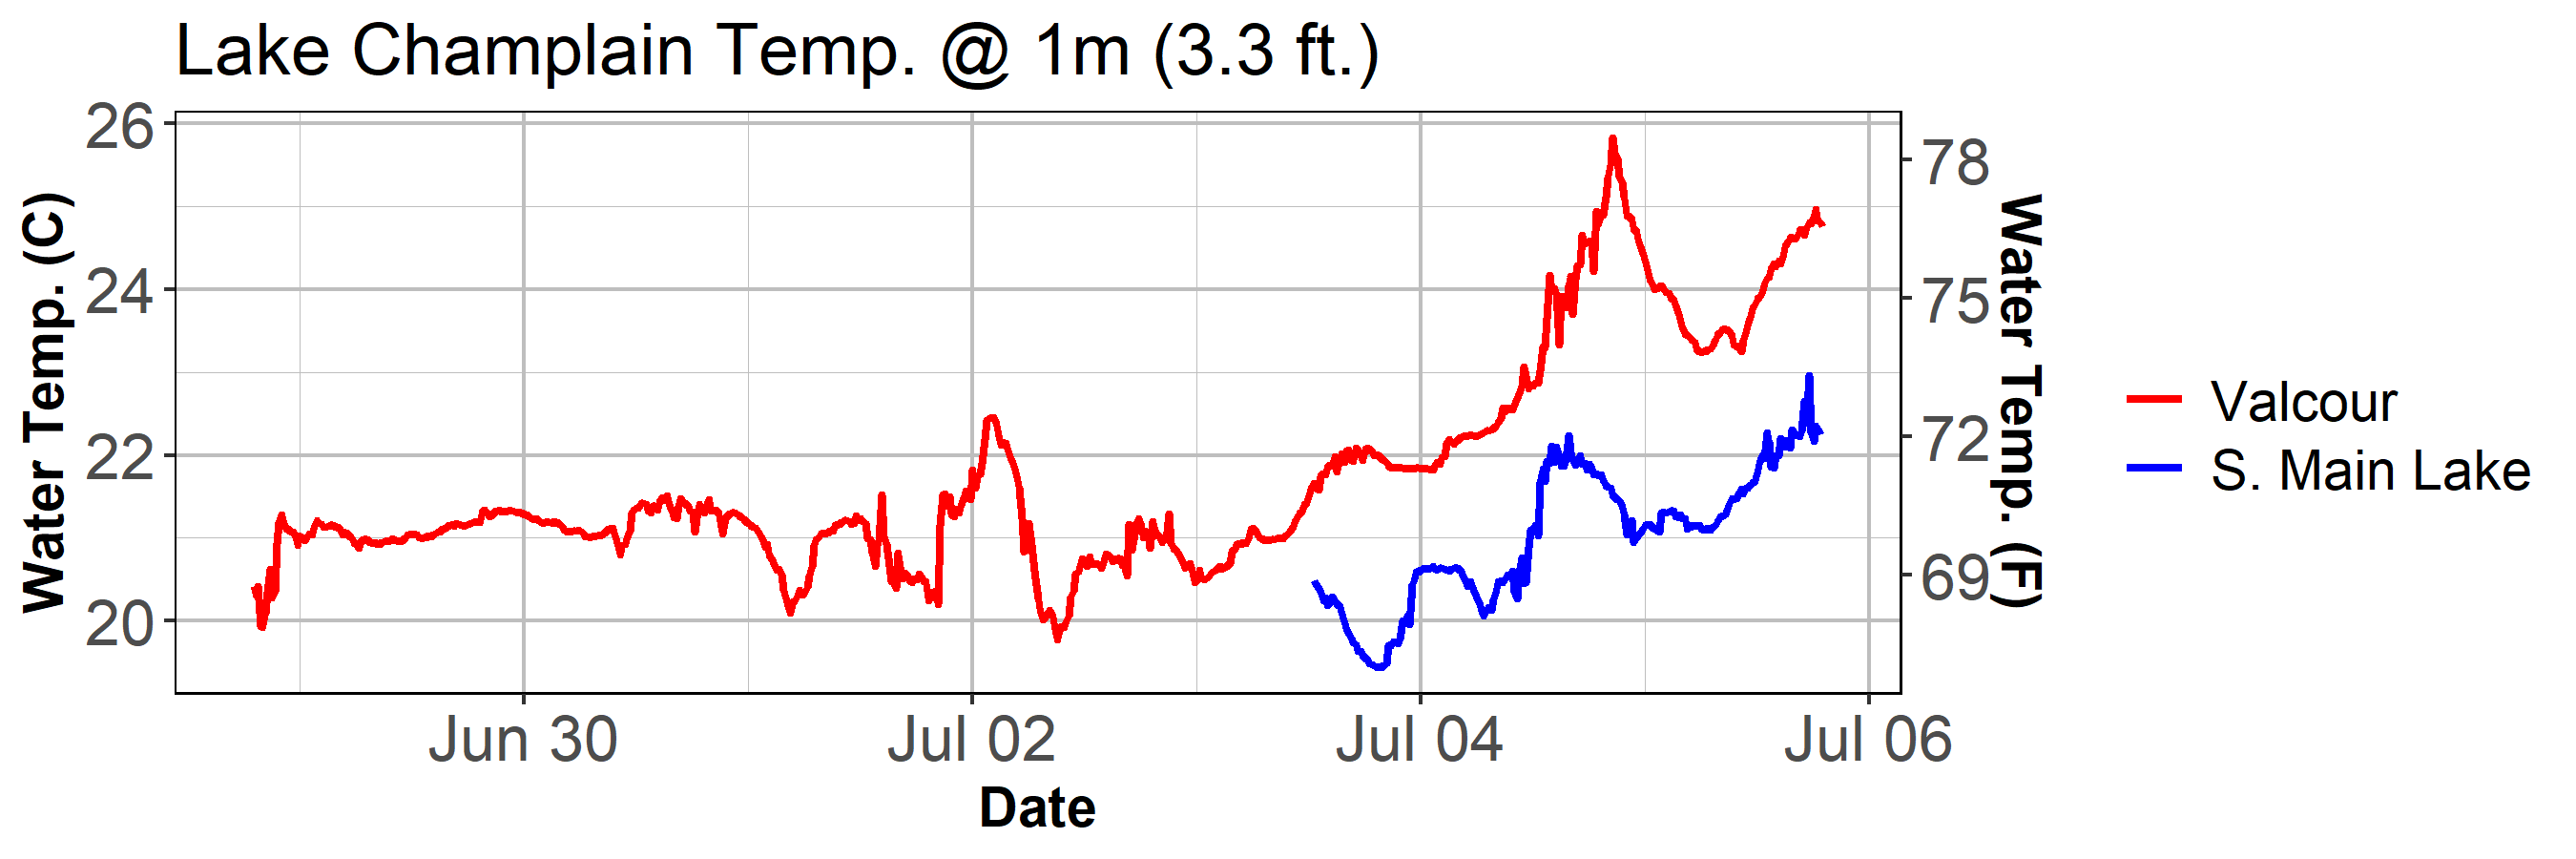 Lake Champlain Temp. @ 1m (3.3 ft.)
Water Temp. (C)
26
24
22
20
78
75
72
69
Water Temp. (F)
Jun 30
Jul 02
Jul 04
Jul 06
Date
Valcour
S. Main Lake